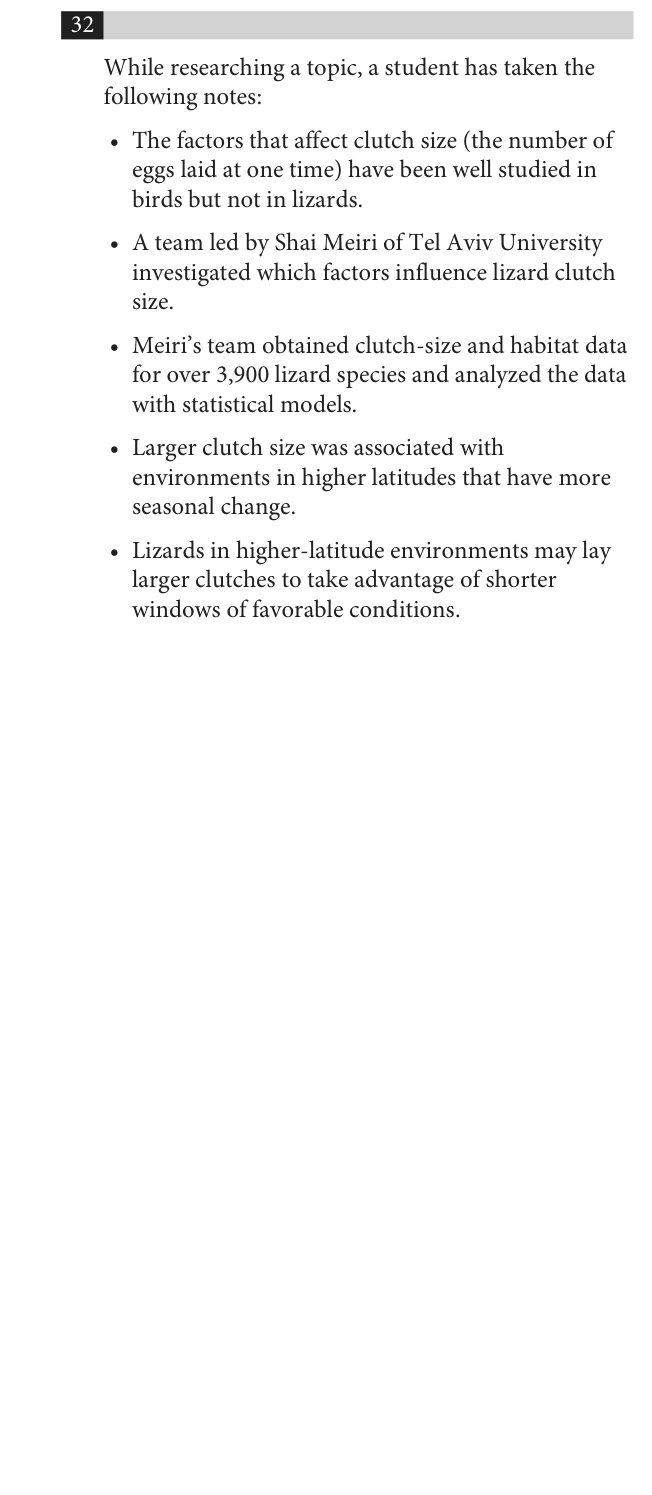 32
While researching a topic, a student has taken the
following notes:
• The factors that affect clutch size (the number of
eggs laid at one time) have been well studied in
birds but not in lizards.
• A team led by Shai Meiri of Tel Aviv University
investigated which factors influence lizard clutch
size.
• Meiri’s team obtained clutch-size and habitat data
for over 3,900 lizard species and analyzed the data
with statistical models.
• Larger clutch size was associated with
environments in higher latitudes that have more
seasonal change.
• Lizards in higher-latitude environments may lay
larger clutches to take advantage of shorter
windows of favorable conditions.